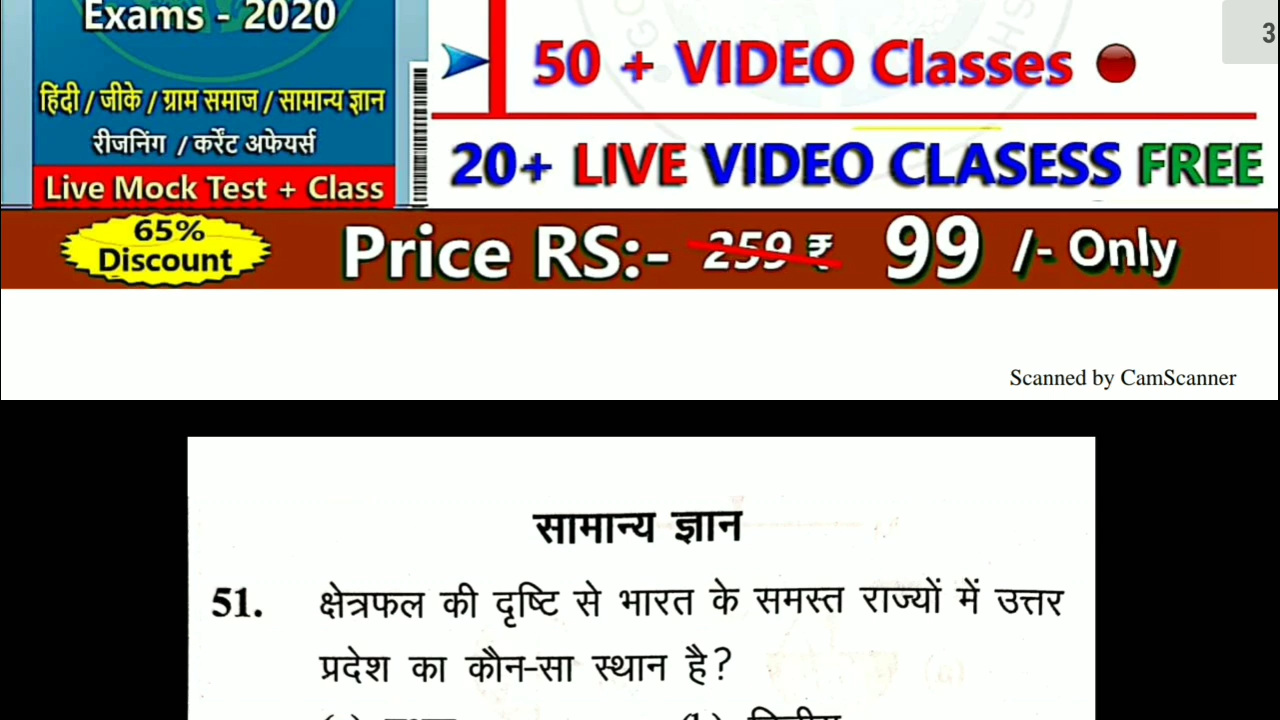 Exams - 2020
हिंदी / जीके / ग्राम समाज / सामान्य ज्ञान
रीजनिंग / करेंट अफेयर्स
Live Mock Test + Class
50 + VIDEO Classes
20+ LIVE VIDEO CLASESS FREE
65%
Discount
Price RS:- 259 ₹ 99 /- Only
3
Scanned by CamScanner
सामान्य ज्ञान
51. क्षेत्रफल की दृष्टि से भारत के समस्त राज्यों में उत्तर
प्रदेश का कौन-सा स्थान है?